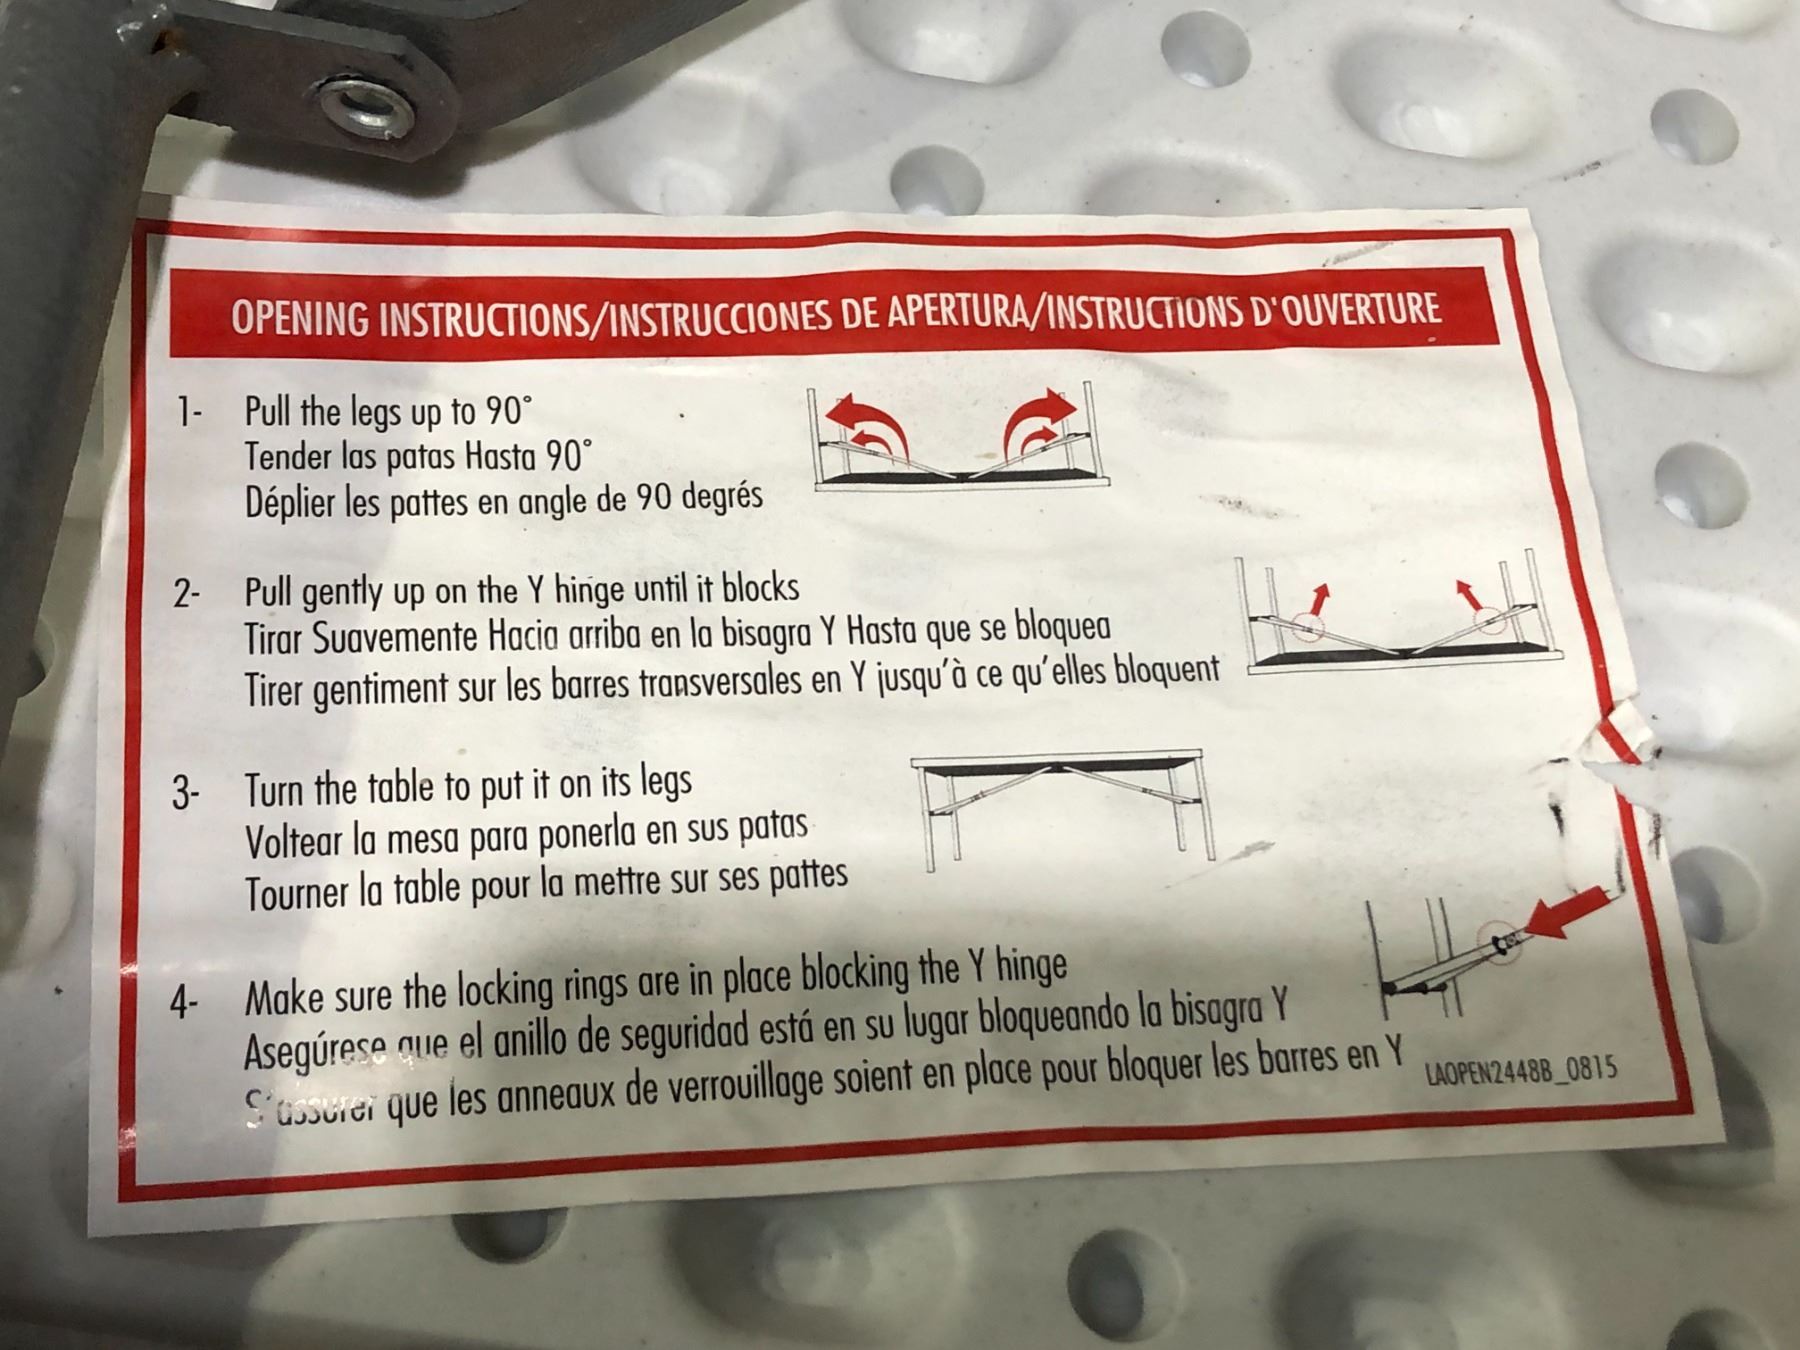 OPENING INSTRUCTIONS/INSTRUCCIONES DE APERTURA/INSTRUCTIONS D'OUVERTURE
1- Pull the legs up to 90°
Tender las patas Hasta 90°
Déplier les pattes en angle de 90 degrés
2- Pull gently up on the Y hinge until it blocks
Tirar Suavemente Hacia arriba en la bisagra Y Hasta que se bloquea
Tirer gentiment sur les barres transversales en Y jusqu'à ce qu'elles bloquent
3- Turn the table to put it on its legs
Voltear la mesa para ponerla en sus patas
Tourner la table pour la mettre sur ses pattes
4- Make sure the locking rings are in place blocking the Y hinge
Asegúrese que el anillo de seguridad está en su lugar bloqueando la bisagra Y
S'assurer que les anneaux de verrouillage soient en place pour bloquer les barres en Y
LAOPEN2448B_0815